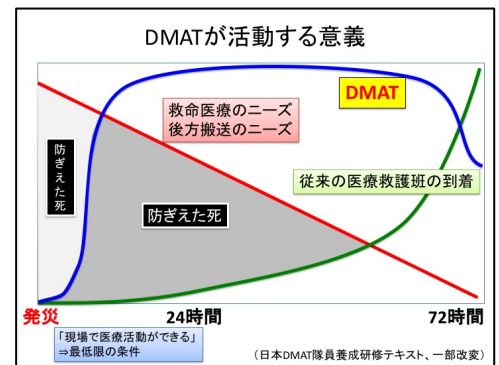 DMATが活動する意義
DMAT
救命医療のニーズ
後方搬送のニーズ
防ぎえた死
従来の医療救護班の到着
防ぎえた死
発災
24時間
72時間
「現場で医療活動ができる」
⇒最低限の条件
(日本DMAT隊員養成研修テキスト、一部改変)